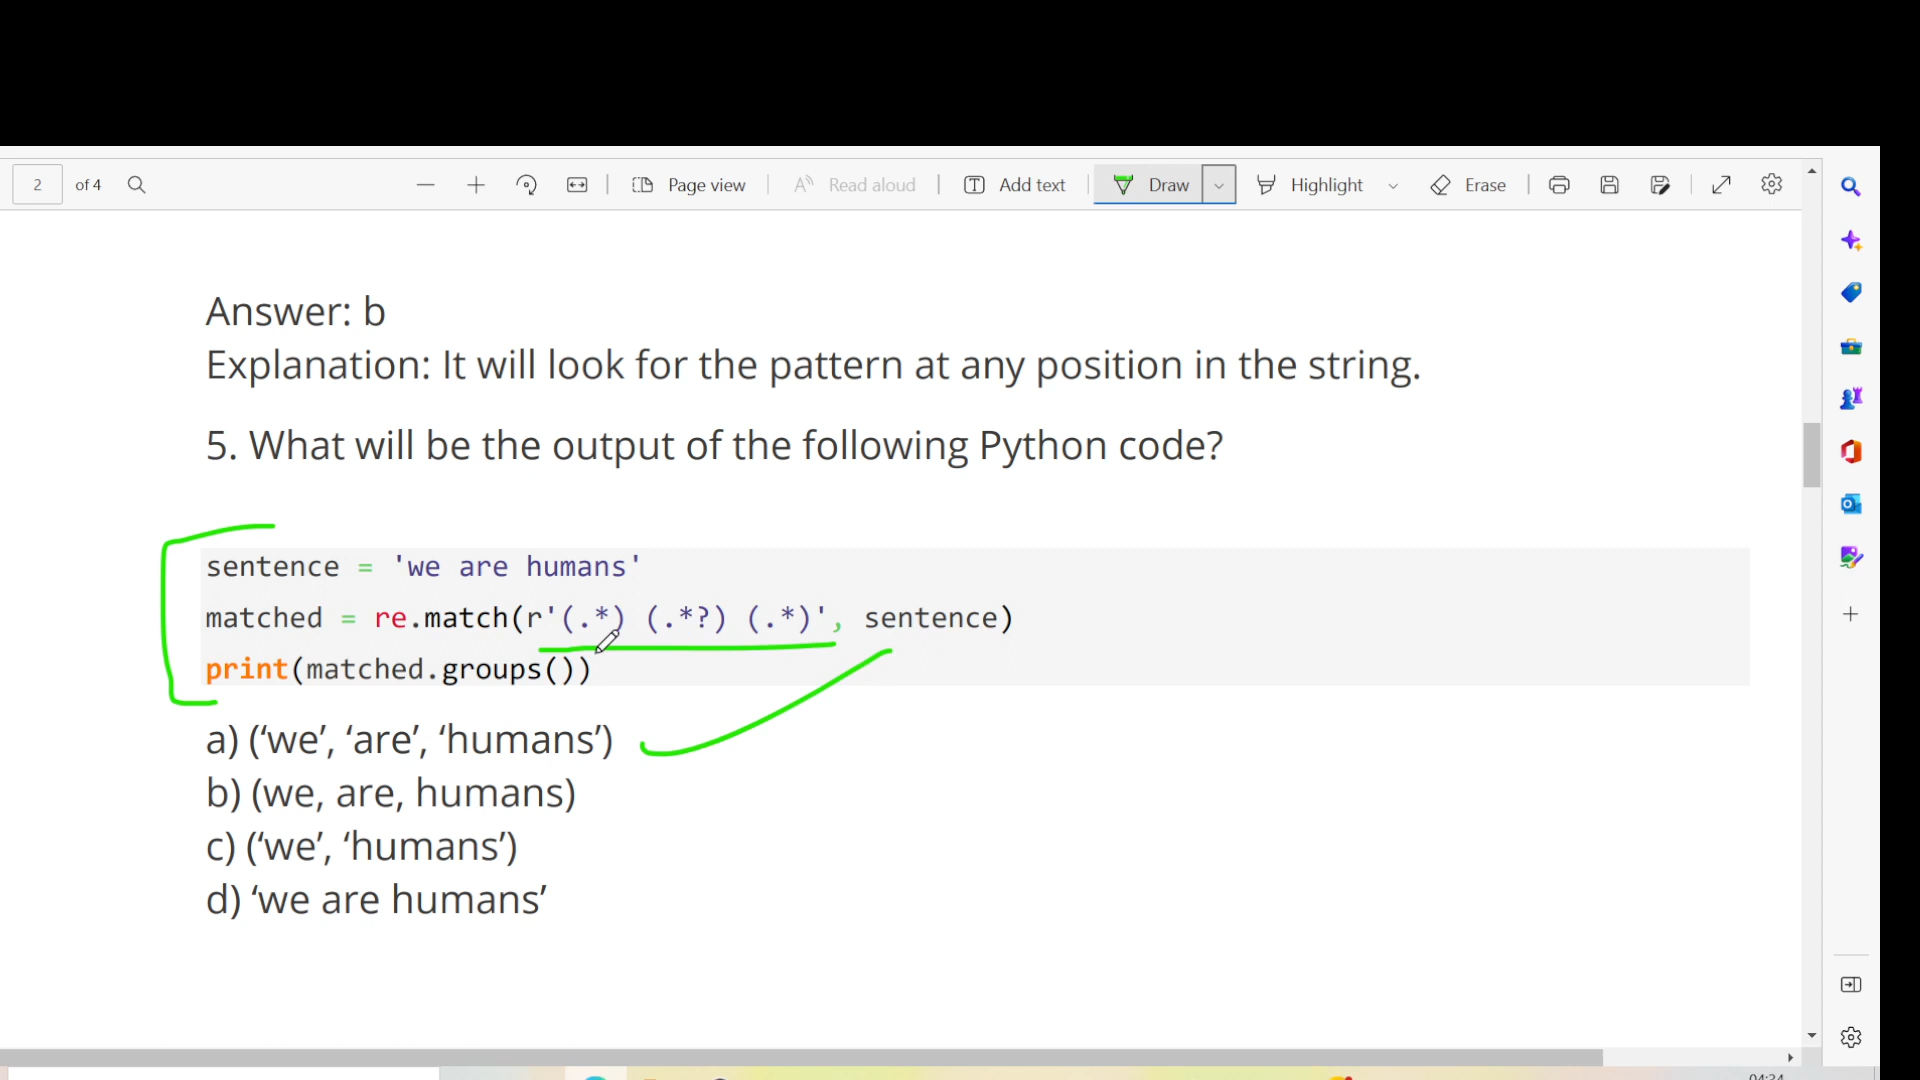 2 of 4 Page view Read aloud Add text Draw Highlight Erase
Answer: b
Explanation: It will look for the pattern at any position in the string.
5. What will be the output of the following Python code?
sentence = 'we are humans'
matched = re.match(r'(.*) (.*?) (.*)', sentence)
print(matched.groups())
a) (‘we’, ‘are’, ‘humans’)
b) (we, are, humans)
c) (‘we’, ‘humans’)
d) ‘we are humans’